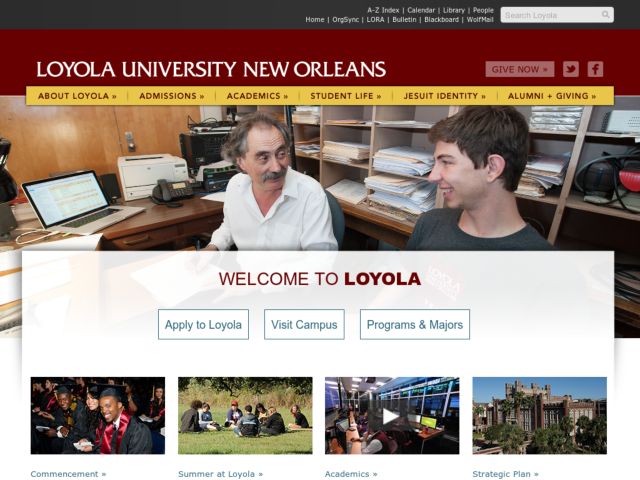 A-Z Index | Calendar | Library | People
Home | OrgSync | LORA | Bulletin | Blackboard | WolfMail
Search Loyola
LOYOLA UNIVERSITY NEW ORLEANS
GIVE NOW »
ABOUT LOYOLA » ADMISSIONS » ACADEMICS » STUDENT LIFE » JESUIT IDENTITY » ALUMNI + GIVING »
LOYOLA
WELCOME TO LOYOLA
Apply to Loyola Visit Campus Programs & Majors
Commencement » Summer at Loyola » Academics » Strategic Plan »